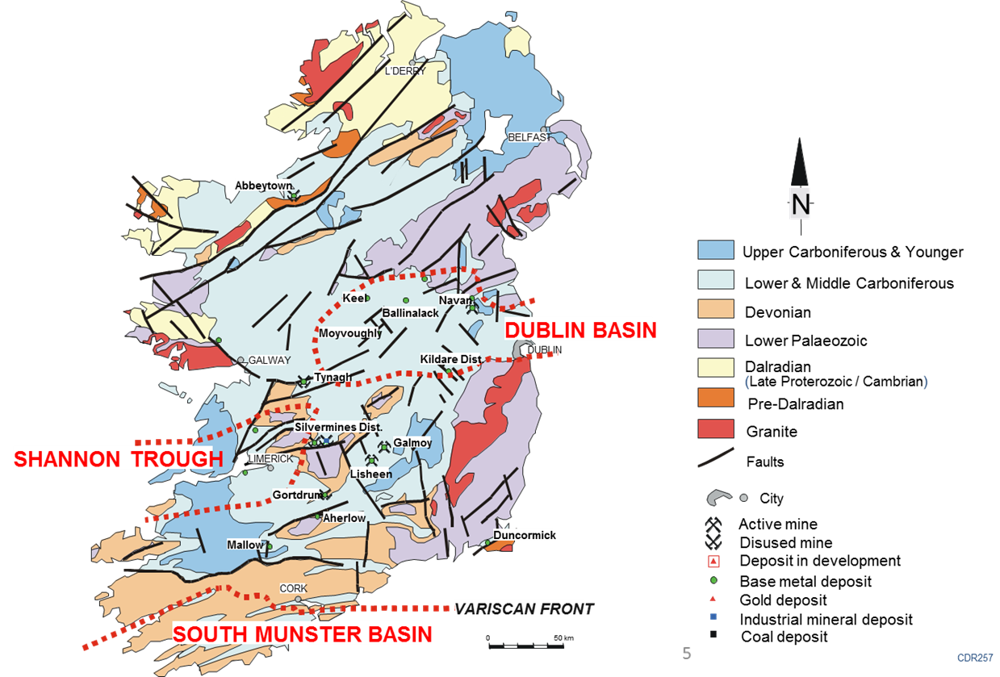 L'DERRY
BELFAST
Abbeytown
Keel
Navan
Ballinalack
Moyvoughly
DUBLIN BASIN
DUBLIN
GALWAY
Kildare Dist.
Tynagh
Silvermines Dist.
Galmoy
SHANNON TROUGH
LIMERICK
Lisheen
Gortdrum
Aherlow
Duncormick
Mallow
CORK
VARISCAN FRONT
SOUTH MUNSTER BASIN
0 50 km
N
Upper Carboniferous & Younger
Lower & Middle Carboniferous
Devonian
Lower Palaeozoic
Dalradian
(Late Proterozoic / Cambrian)
Pre-Dalradian
Granite
Faults
City
Active mine
Disused mine
Deposit in development
Base metal deposit
Gold deposit
Industrial mineral deposit
Coal deposit
5
CDR257